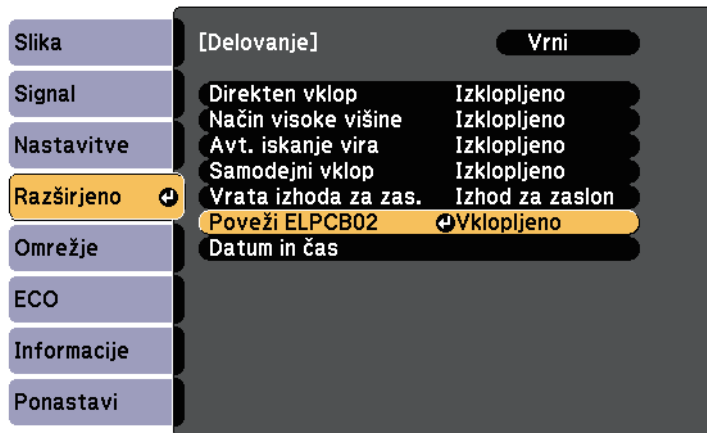 Slika
Signal
Nastavitve
Razširjeno
Omrežje
ECO
Informacije
Ponastavi
[Delovanje] Vrni
Direkten vklop Izklopljeno
Način visoke višine Izklopljeno
Avt. iskanje vira Izklopljeno
Samodejni vklop Izklopljeno
Vrata izhoda za zas. Izhod za zaslon
Poveži ELPCB02 Vklopljeno
Datum in čas